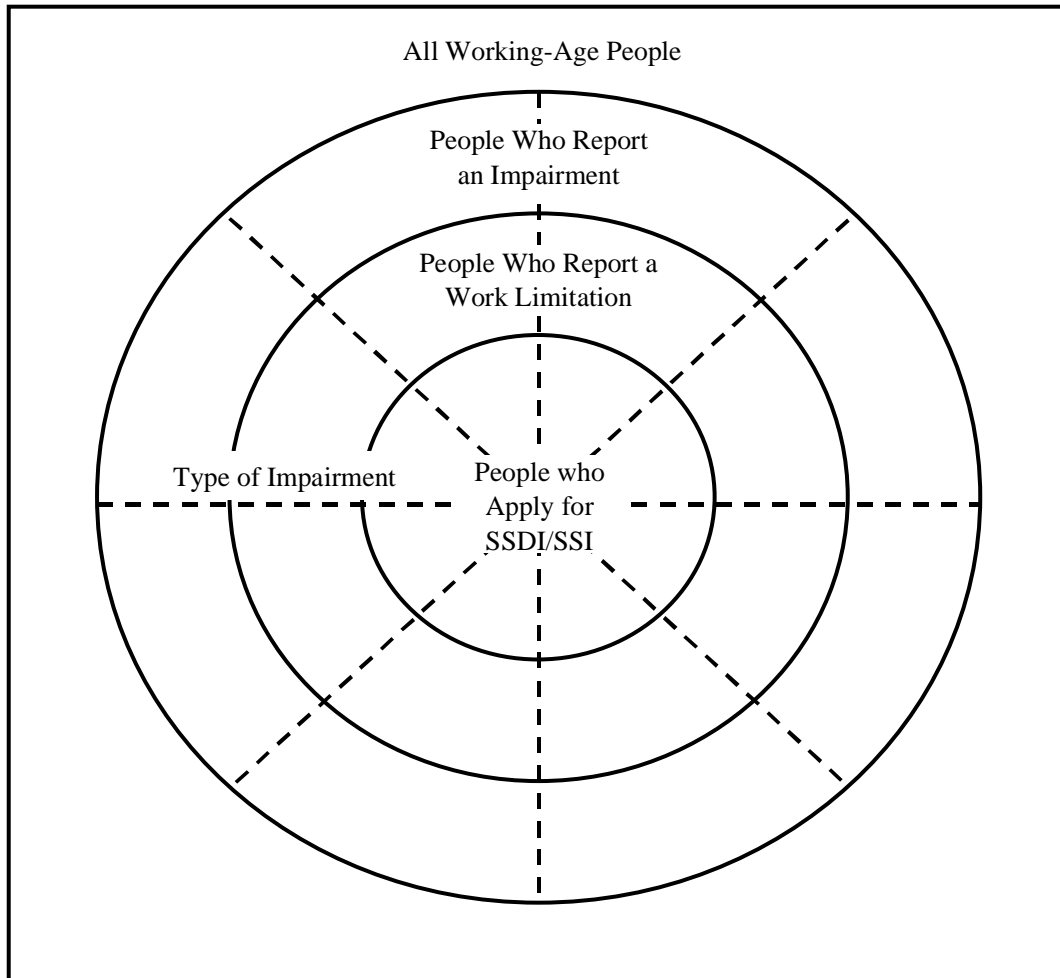 All Working-Age People
People Who Report
an Impairment
People Who Report a
Work Limitation
Type of Impairment
People who
Apply for
SSDI/SSI